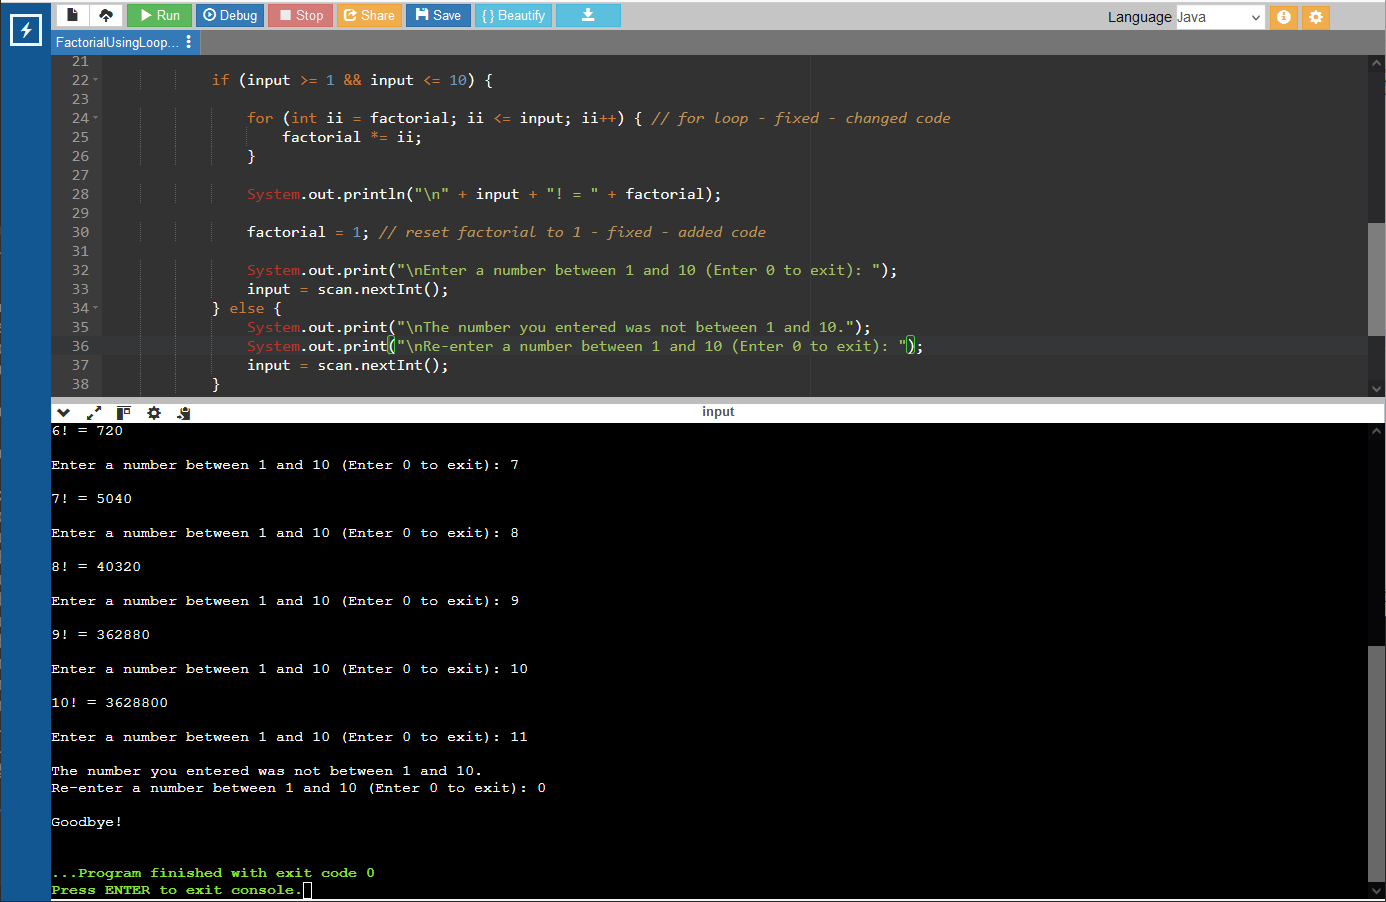 Run Debug Stop Share Save { } Beautify Language Java
FactorialUsingLoop...
21
22 if (input >= 1 && input <= 10) {
23
24 for (int ii = factorial; ii <= input; ii++) { // for loop - fixed - changed code
25 factorial *= ii;
26 }
27
28 System.out.println("\n" + input + "! = " + factorial);
29
30 factorial = 1; // reset factorial to 1 - fixed - added code
31
32 System.out.print("\nEnter a number between 1 and 10 (Enter 0 to exit): ");
33 input = scan.nextInt();
34 } else {
35 System.out.print("\nThe number you entered was not between 1 and 10.");
36 System.out.print("\nRe-enter a number between 1 and 10 (Enter 0 to exit): ");
37 input = scan.nextInt();
38 }
input
6! = 720
Enter a number between 1 and 10 (Enter 0 to exit): 7
7! = 5040
Enter a number between 1 and 10 (Enter 0 to exit): 8
8! = 40320
Enter a number between 1 and 10 (Enter 0 to exit): 9
9! = 362880
Enter a number between 1 and 10 (Enter 0 to exit): 10
10! = 3628800
Enter a number between 1 and 10 (Enter 0 to exit): 11
The number you entered was not between 1 and 10.
Re-enter a number between 1 and 10 (Enter 0 to exit): 0
Goodbye!
...Program finished with exit code 0
Press ENTER to exit console.